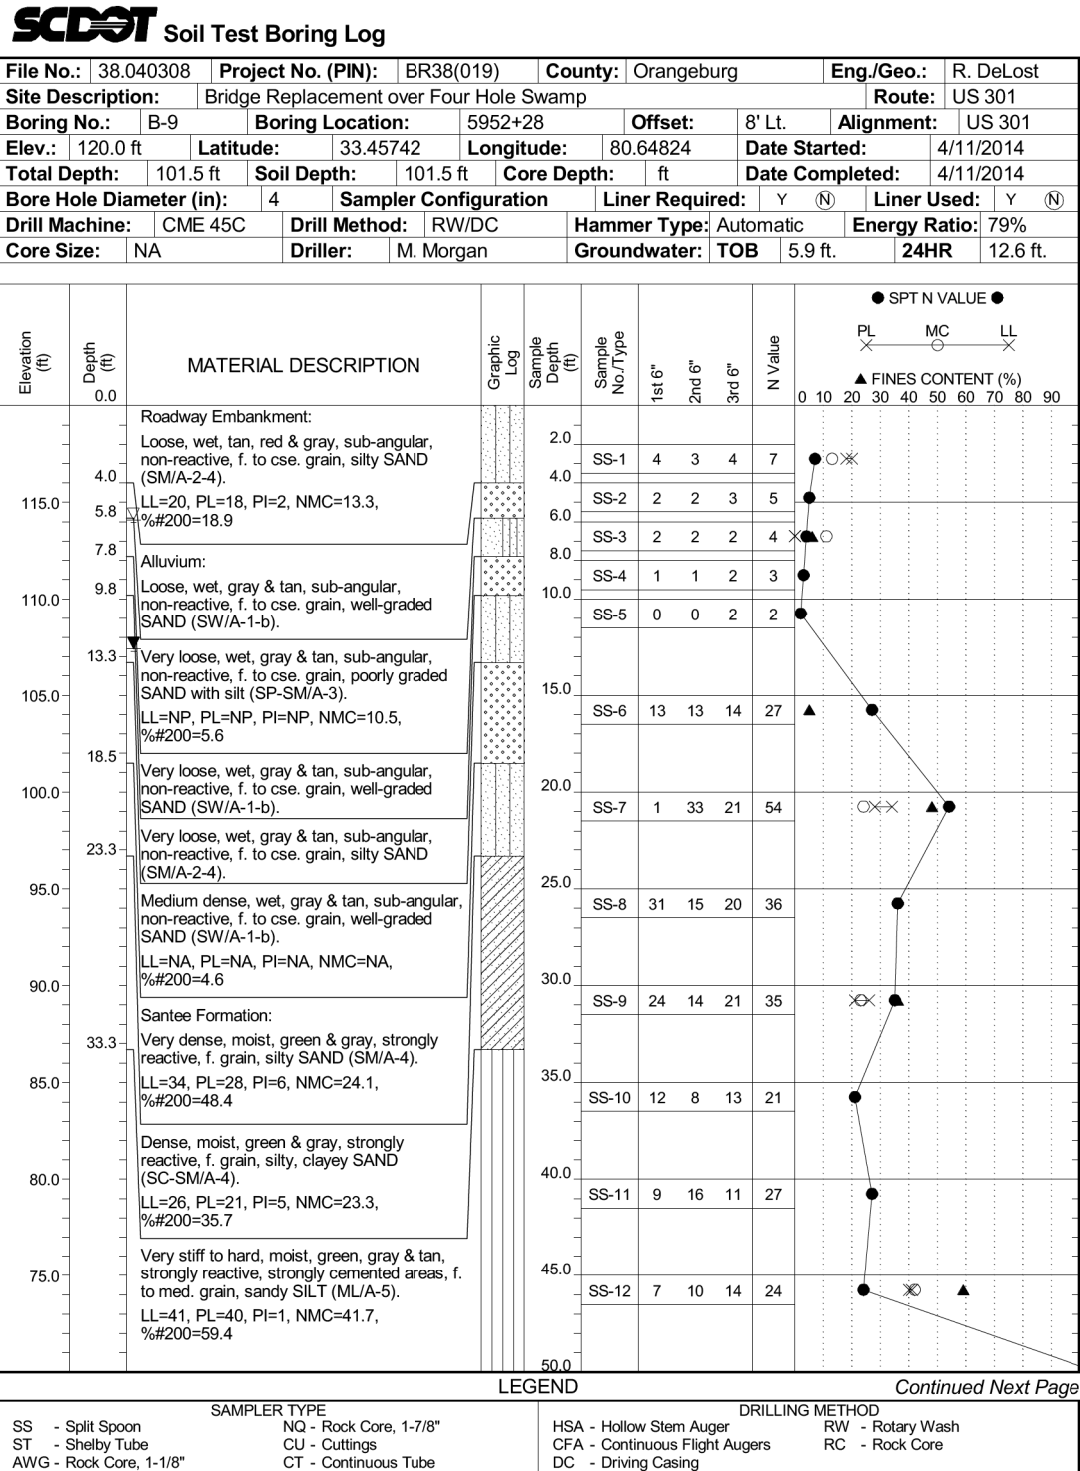 SCDOT Soil Test Boring Log
File No.: 38.040308 Project No. (PIN): BR38(019) County: Orangeburg Eng./Geo.: R. DeLost
Site Description: Bridge Replacement over Four Hole Swamp Route: US 301
Boring No.: B-9 Boring Location: 5952+28 Offset: 8' Lt. Alignment: US 301
Elev.: 120.0 ft Latitude: 33.45742 Longitude: 80.64824 Date Started: 4/11/2014
Total Depth: 101.5 ft Soil Depth: 101.5 ft Core Depth: ft Date Completed: 4/11/2014
Bore Hole Diameter (in): 4 Sampler Configuration Liner Required: Y N Liner Used: Y N
Drill Machine: CME 45C Drill Method: RW/DC Hammer Type: Automatic Energy Ratio: 79%
Core Size: NA Driller: M. Morgan Groundwater: TOB 5.9 ft. 24HR 12.6 ft.
Elevation (ft)
Depth (ft)
0.0
MATERIAL DESCRIPTION
Graphic Log
Sample Depth (ft)
Sample No./Type
1st 6"
2nd 6"
3rd 6"
N Value
SPT N VALUE
PL MC LL
FINES CONTENT (%)
0 10 20 30 40 50 60 70 80 90
115.0
110.0
105.0
100.0
95.0
90.0
85.0
80.0
75.0
4.0
5.8
7.8
9.8
13.3
18.5
23.3
33.3
Roadway Embankment:
Loose, wet, tan, red & gray, sub-angular,
non-reactive, f. to cse. grain, silty SAND
(SM/A-2-4).
LL=20, PL=18, PI=2, NMC=13.3,
%#200=18.9
Alluvium:
Loose, wet, gray & tan, sub-angular,
non-reactive, f. to cse. grain, well-graded
SAND (SW/A-1-b).
Very loose, wet, gray & tan, sub-angular,
non-reactive, f. to cse. grain, poorly graded
SAND with silt (SP-SM/A-3).
LL=NP, PL=NP, PI=NP, NMC=10.5,
%#200=5.6
Very loose, wet, gray & tan, sub-angular,
non-reactive, f. to cse. grain, well-graded
SAND (SW/A-1-b).
Very loose, wet, gray & tan, sub-angular,
non-reactive, f. to cse. grain, silty SAND
(SM/A-2-4).
Medium dense, wet, gray & tan, sub-angular,
non-reactive, f. to cse. grain, well-graded
SAND (SW/A-1-b).
LL=NA, PL=NA, PI=NA, NMC=NA,
%#200=4.6
Santee Formation:
Very dense, moist, green & gray, strongly
reactive, f. grain, silty SAND (SM/A-4).
LL=34, PL=28, PI=6, NMC=24.1,
%#200=48.4
Dense, moist, green & gray, strongly
reactive, f. grain, silty, clayey SAND
(SC-SM/A-4).
LL=26, PL=21, PI=5, NMC=23.3,
%#200=35.7
Very stiff to hard, moist, green, gray & tan,
strongly reactive, strongly cemented areas, f.
to med. grain, sandy SILT (ML/A-5).
LL=41, PL=40, PI=1, NMC=41.7,
%#200=59.4
2.0
SS-1 4 3 4 7
4.0
SS-2 2 2 3 5
6.0
SS-3 2 2 2 4
8.0
SS-4 1 1 2 3
10.0
SS-5 0 0 2 2
15.0
SS-6 13 13 14 27
20.0
SS-7 1 33 21 54
25.0
SS-8 31 15 20 36
30.0
SS-9 24 14 21 35
35.0
SS-10 12 8 13 21
40.0
SS-11 9 16 11 27
45.0
SS-12 7 10 14 24
50.0
LEGEND
Continued Next Page
SAMPLER TYPE
SS - Split Spoon NQ - Rock Core, 1-7/8"
ST - Shelby Tube CU - Cuttings
AWG - Rock Core, 1-1/8" CT - Continuous Tube
DRILLING METHOD
HSA - Hollow Stem Auger RW - Rotary Wash
CFA - Continuous Flight Augers RC - Rock Core
DC - Driving Casing